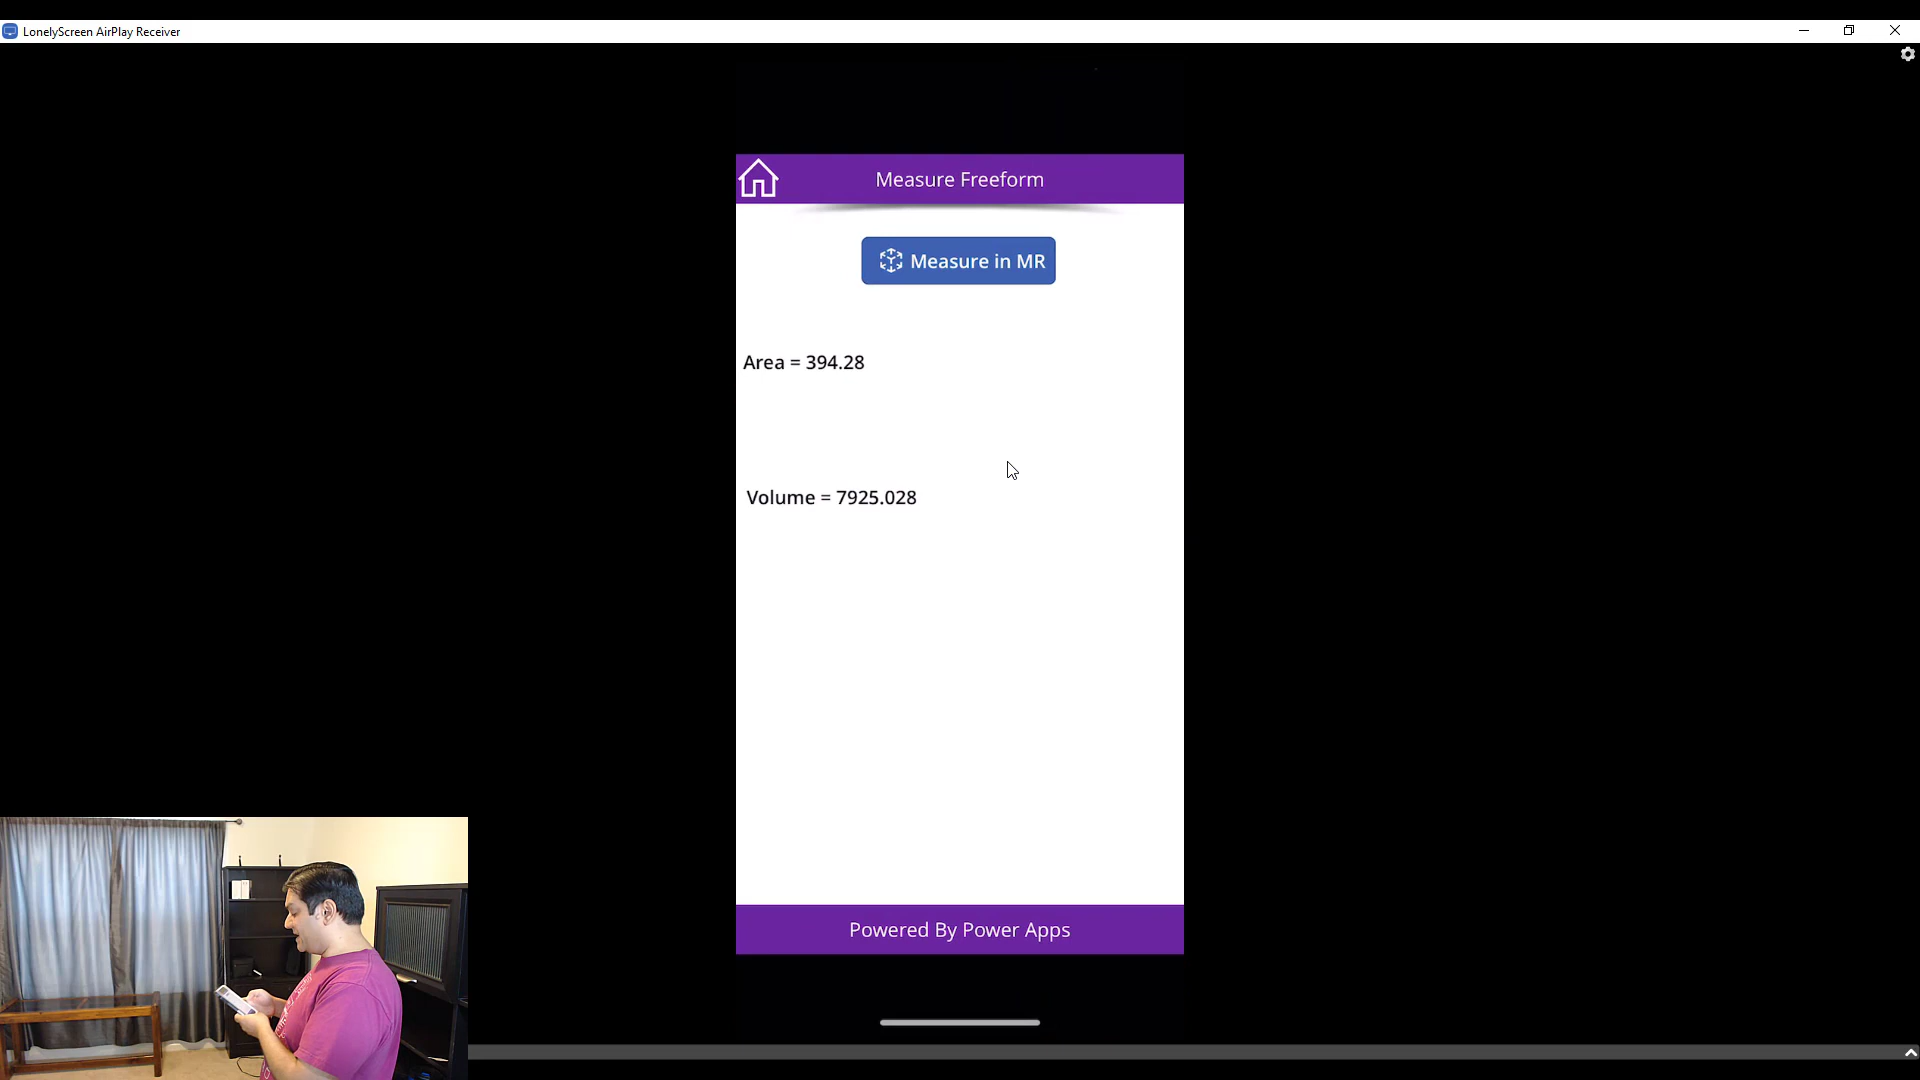 LonelyScreen AirPlay Receiver
Measure Freeform
Measure in MR
Area = 394.28
Volume = 7925.028
Powered By Power Apps